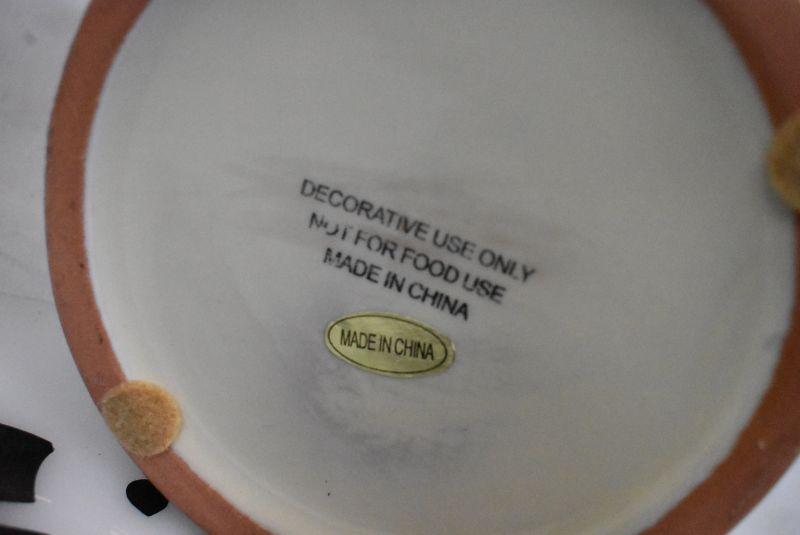 DECORATIVE USE ONLY
NOT FOR FOOD USE
MADE IN CHINA
MADE IN CHINA